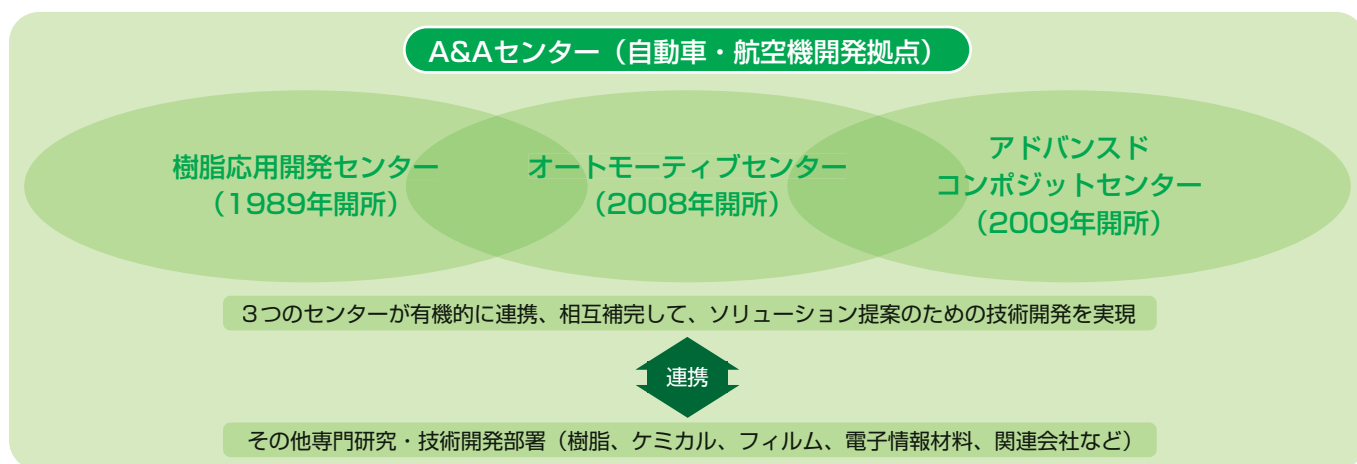 A&Aセンター（自動車・航空機開発拠点）
樹脂応用開発センター
（1989年開所）
オートモーティブセンター
（2008年開所）
アドバンスド
コンポジットセンター
（2009年開所）
３つのセンターが有機的に連携、相互補完して、ソリューション提案のための技術開発を実現
連携
その他専門研究・技術開発部署（樹脂、ケミカル、フィルム、電子情報材料、関連会社など）